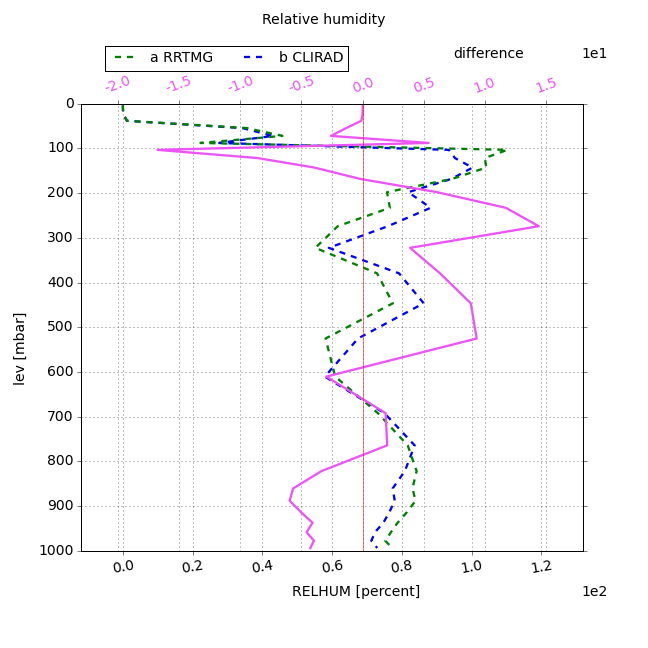 Relative humidity
a RRTMG b CLIRAD difference 1e1
-2.0 -1.5 -1.0 -0.5 0.0 0.5 1.0 1.5
0
100
200
300
400
500
600
700
800
900
1000
lev [mbar]
0.0 0.2 0.4 0.6 0.8 1.0 1.2
RELHUM [percent] 1e2